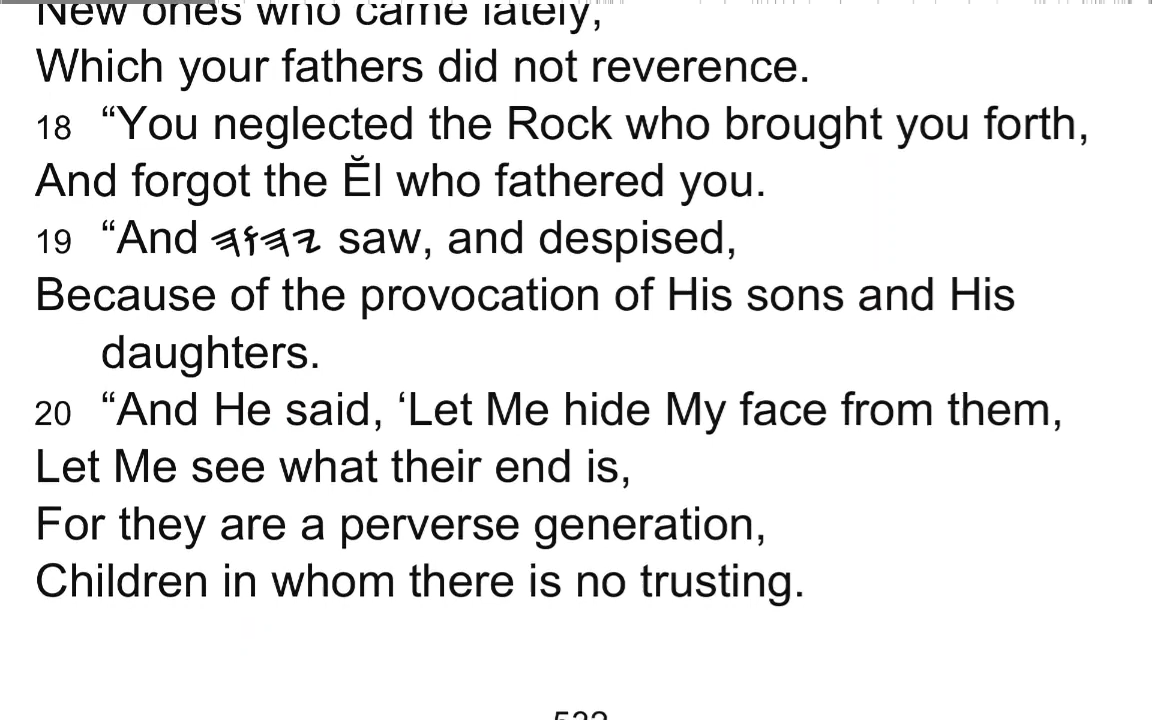 New ones who came lately,
Which your fathers did not reverence.
18 “You neglected the Rock who brought you forth,
And forgot the Ĕl who fathered you.
19 “And 𐤉𐤄𐤅𐤄 saw, and despised,
Because of the provocation of His sons and His
daughters.
20 “And He said, ‘Let Me hide My face from them,
Let Me see what their end is,
For they are a perverse generation,
Children in whom there is no trusting.